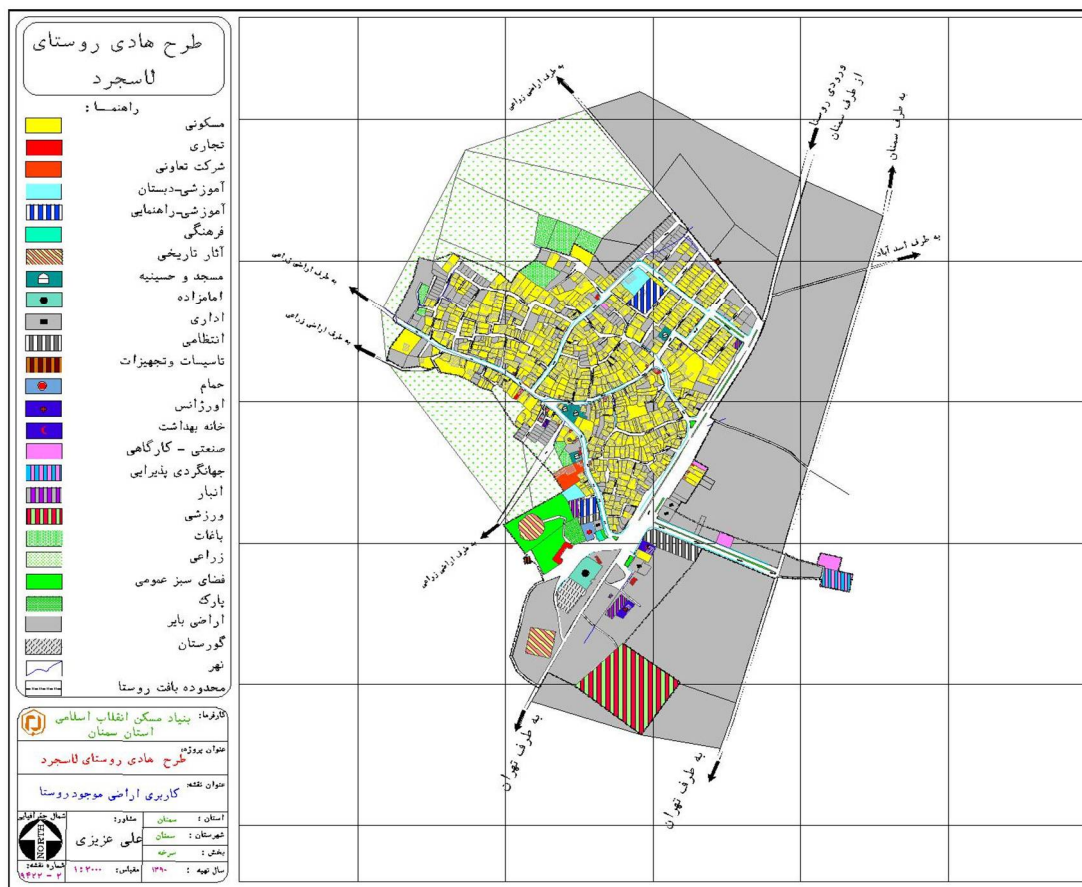 طرح هادی روستای
لاسجرد
راهنما :
مسکونی
تجاری
شرکت تعاونی
آموزشی-دبستان
آموزشی-راهنمایی
فرهنگی
آثار تاریخی
مسجد و حسینیه
امامزاده
اداری
انتظامی
تاسیسات وتجهیزات
حمام
اورژانس
خانه بهداشت
صنعتی - کارگاهی
جهانگردی پذیرایی
انبار
ورزشی
باغات
زراعی
فضای سبز عمومی
پارک
اراضی بایر
گورستان
نهر
محدوده بافت روستا
کارفرما: بنیاد مسکن انقلاب اسلامی
استان سمنان
عنوان پروژه:
طرح هادی روستای لاسجرد
عنوان نقشه:
کاربری اراضی موجود روستا
استان : سمنان
شهرستان : سمنان
بخش : سرخه
سال تهیه : ۱۳۹۰
مشاور:
علی عزیزی
مقیاس: ۱:۲۰۰۰
شمال جغرافیایی
NORTH
شماره نقشه:
۹۴۲۲ - ۲
به طرف اراضی زراعی
ورودی روستا
از طرف سمنان
به طرف سمنان
به طرف اسد آباد
به طرف اراضی زراعی
به طرف اراضی زراعی
به طرف اراضی زراعی
به طرف تهران
به طرف تهران